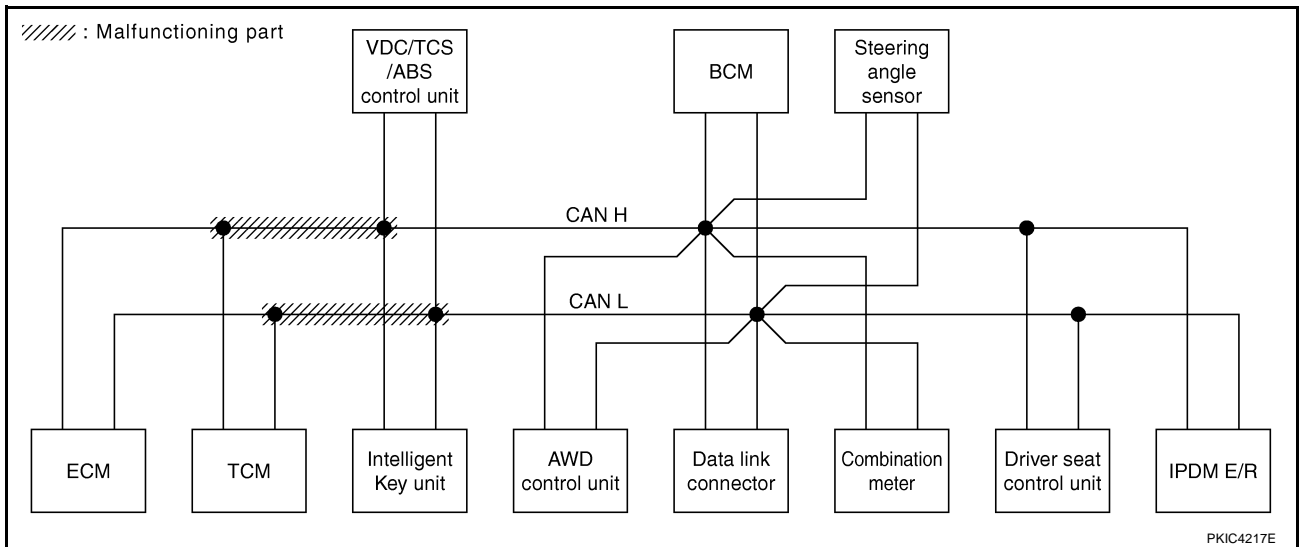 : Malfunctioning part
VDC/TCS
/ABS
control unit
BCM
Steering
angle
sensor
CAN H
CAN L
ECM
TCM
Intelligent
Key unit
AWD
control unit
Data link
connector
Combination
meter
Driver seat
control unit
IPDM E/R
PKIC4217E